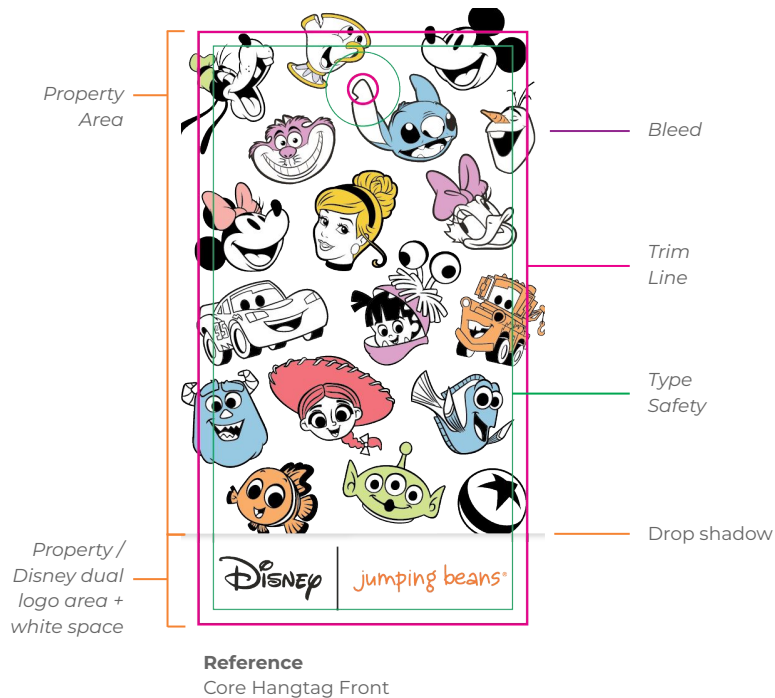 Property
Area
Bleed
Trim
Line
Type
Safety
Drop shadow
Property /
Disney dual
logo area +
white space
Disney
jumping beans®
Reference
Core Hangtag Front